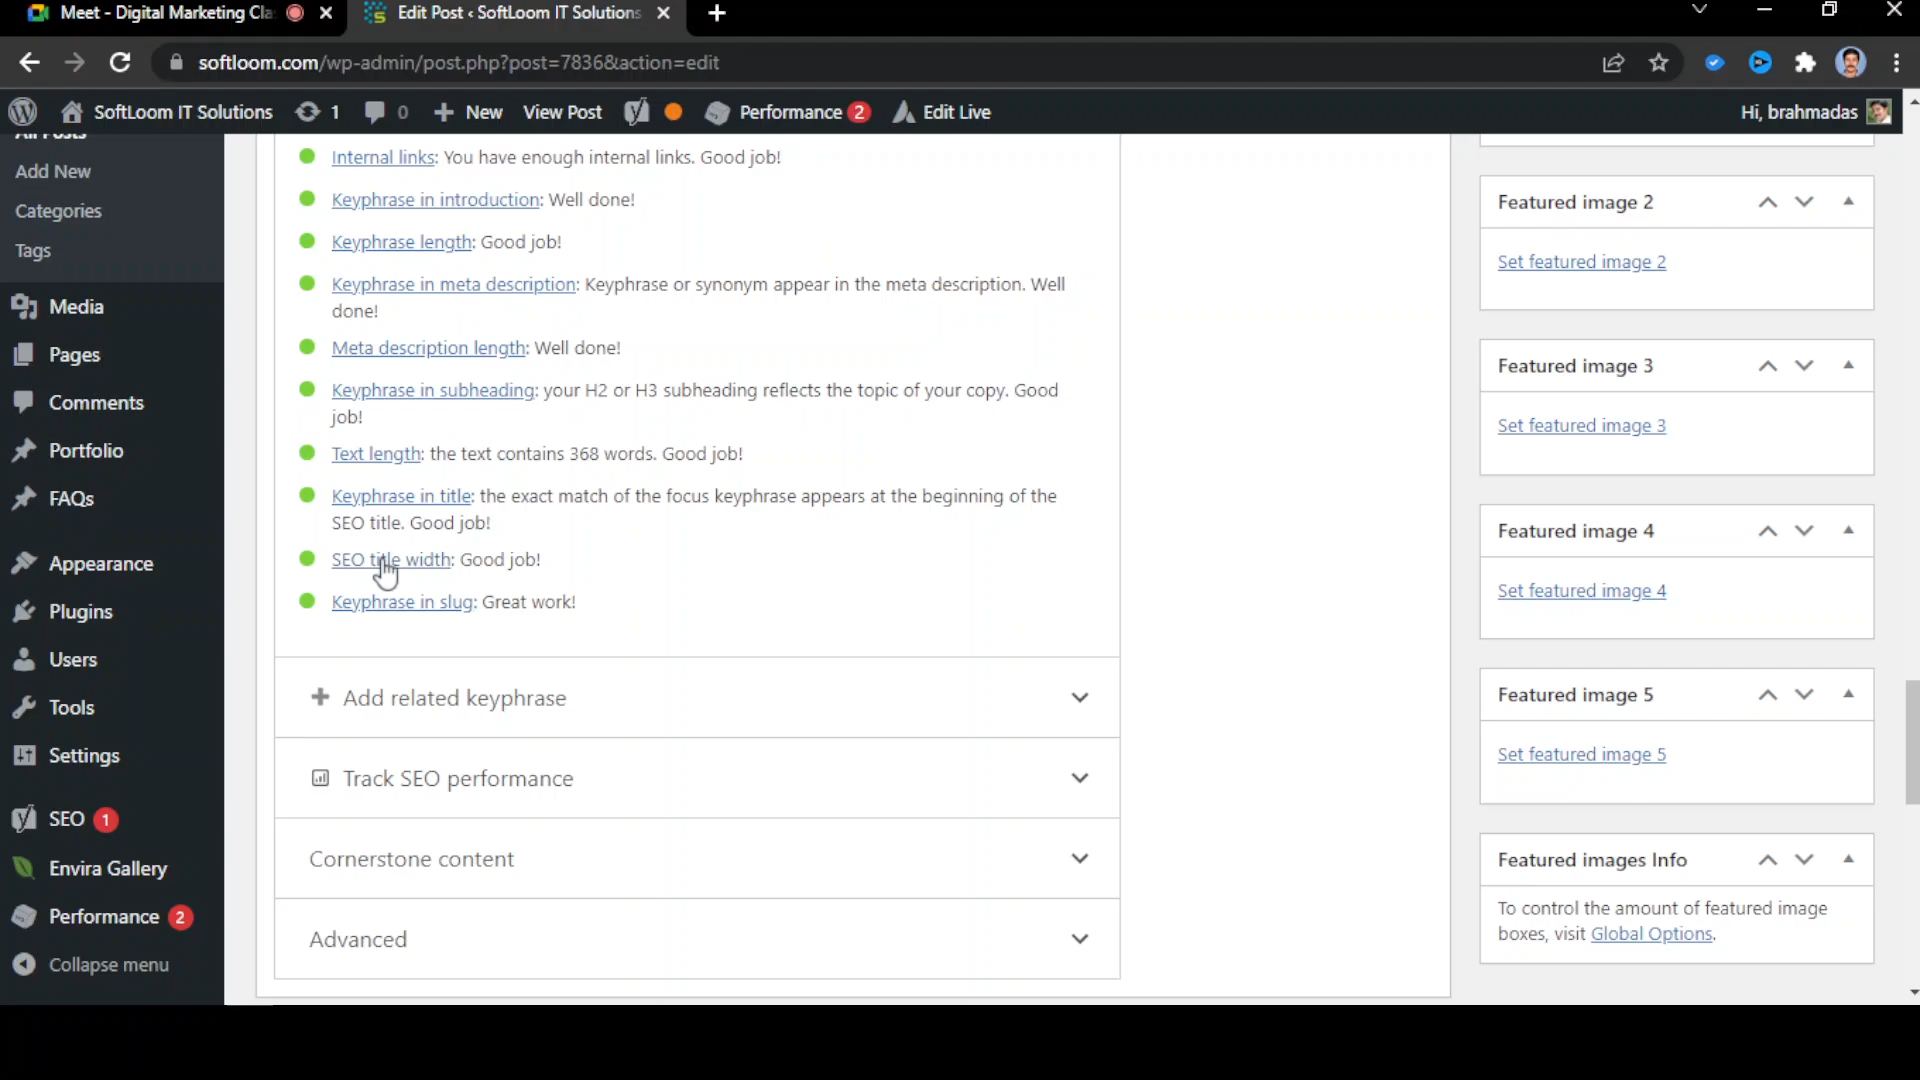 Meet - Digital Marketing Cla
Edit Post ‹ SoftLoom IT Solutions
softloom.com/wp-admin/post.php?post=7836&action=edit
SoftLoom IT Solutions
1
0
New
View Post
Performance 2
Edit Live
Hi, brahmadas
All Posts
Add New
Categories
Tags
Media
Pages
Comments
Portfolio
FAQs
Appearance
Plugins
Users
Tools
Settings
SEO 1
Envira Gallery
Performance 2
Collapse menu
Internal links: You have enough internal links. Good job!
Keyphrase in introduction: Well done!
Keyphrase length: Good job!
Keyphrase in meta description: Keyphrase or synonym appear in the meta description. Well
done!
Meta description length: Well done!
Keyphrase in subheading: your H2 or H3 subheading reflects the topic of your copy. Good
job!
Text length: the text contains 368 words. Good job!
Keyphrase in title: the exact match of the focus keyphrase appears at the beginning of the
SEO title. Good job!
SEO title width: Good job!
Keyphrase in slug: Great work!
Add related keyphrase
Track SEO performance
Cornerstone content
Advanced
Featured image 2
Set featured image 2
Featured image 3
Set featured image 3
Featured image 4
Set featured image 4
Featured image 5
Set featured image 5
Featured images Info
To control the amount of featured image
boxes, visit Global Options.